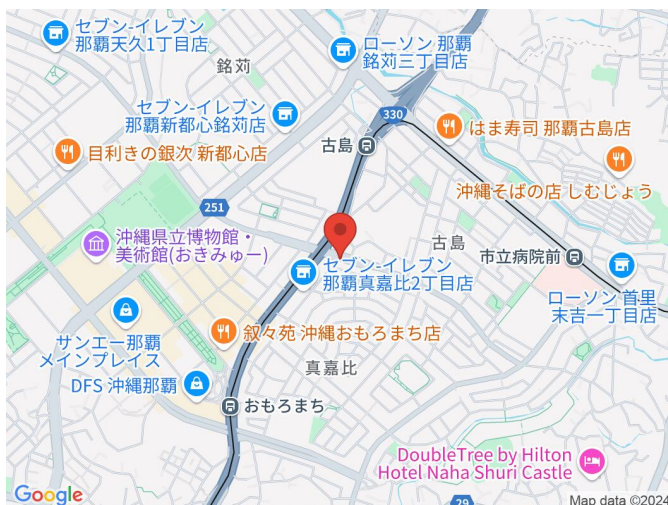 セブン-イレブン
那覇天久1丁目店
ローソン 那覇
銘苅三丁目店
銘苅
セブン-イレブン
那覇新都心銘苅店
330
はま寿司 那覇古島店
古島
目利きの銀次 新都心店
沖縄そばの店 しむじょう
251
沖縄県立博物館・
美術館(おきみゅー)
古島
市立病院前
セブン-イレブン
那覇真嘉比2丁目店
ローソン 首里
末吉一丁目店
サンエー那覇
メインプレイス
叙々苑 沖縄おもろまち店
真嘉比
DFS 沖縄那覇
おもろまち
DoubleTree by Hilton
Hotel Naha Shuri Castle
29
Google
Map data ©2024